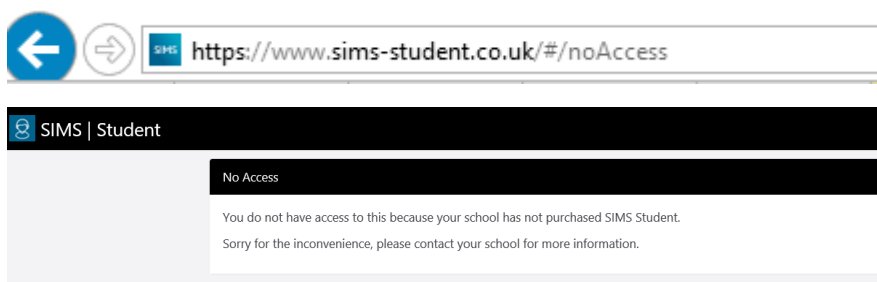 SIMS https://www.sims-student.co.uk/#/noAccess
SIMS | Student
No Access
You do not have access to this because your school has not purchased SIMS Student.
Sorry for the inconvenience, please contact your school for more information.